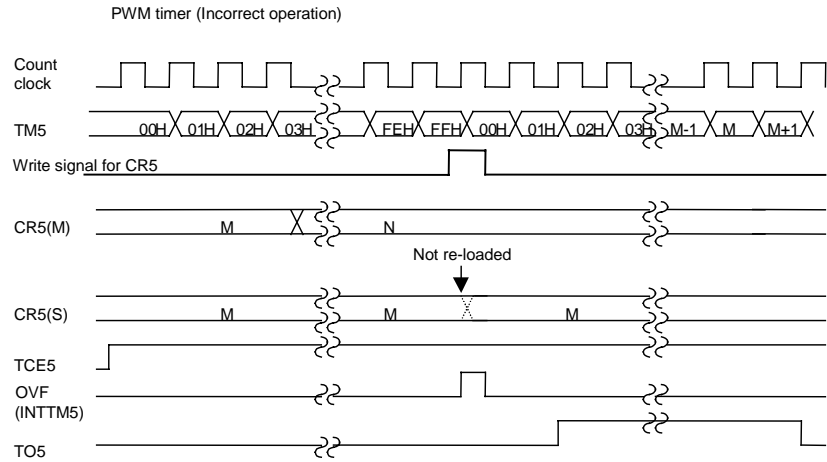 PWM timer (Incorrect operation)
Count
clock
TM5
00H 01H 02H 03H FEH FFH 00H 01H 02H 03H M-1 M M+1
Write signal for CR5
CR5(M)
M N
Not re-loaded
CR5(S)
M M M
TCE5
OVF
(INTTM5)
TO5